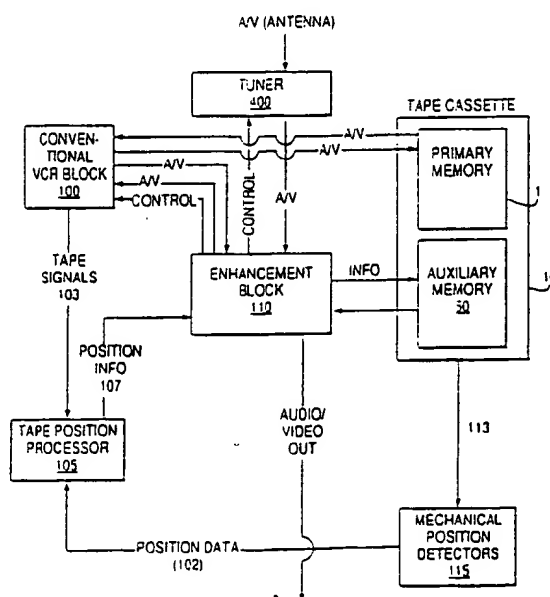 A/V (ANTENNA)
TUNER
400
TAPE CASSETTE
CONVEN-
TIONAL
VCR BLOCK
100
A/V
A/V
PRIMARY
MEMORY
1
A/V
A/V
CONTROL
CONTROL
A/V
TAPE
SIGNALS
103
ENHANCEMENT
BLOCK
110
INFO
AUXILIARY
MEMORY
50
POSITION
INFO
107
TAPE POSITION
PROCESSOR
105
AUDIO/
VIDEO
OUT
113
POSITION DATA
(102)
MECHANICAL
POSITION
DETECTORS
115